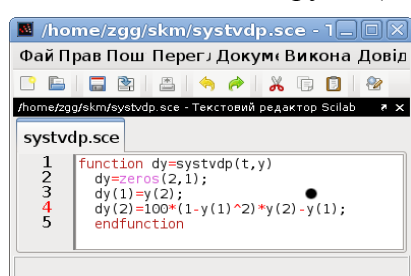 /home/zgg/skm/systvdp.sce - 1
Фай Прав Пош Перег Докуме Викона Довід
/home/zgg/skm/systvdp.sce - Текстовий редактор Scilab
systvdp.sce
1 function dy=systvdp(t,y)
2 dy=zeros(2,1);
3 dy(1)=y(2);
4 dy(2)=100*(1-y(1)^2)*y(2)-y(1);
5 endfunction